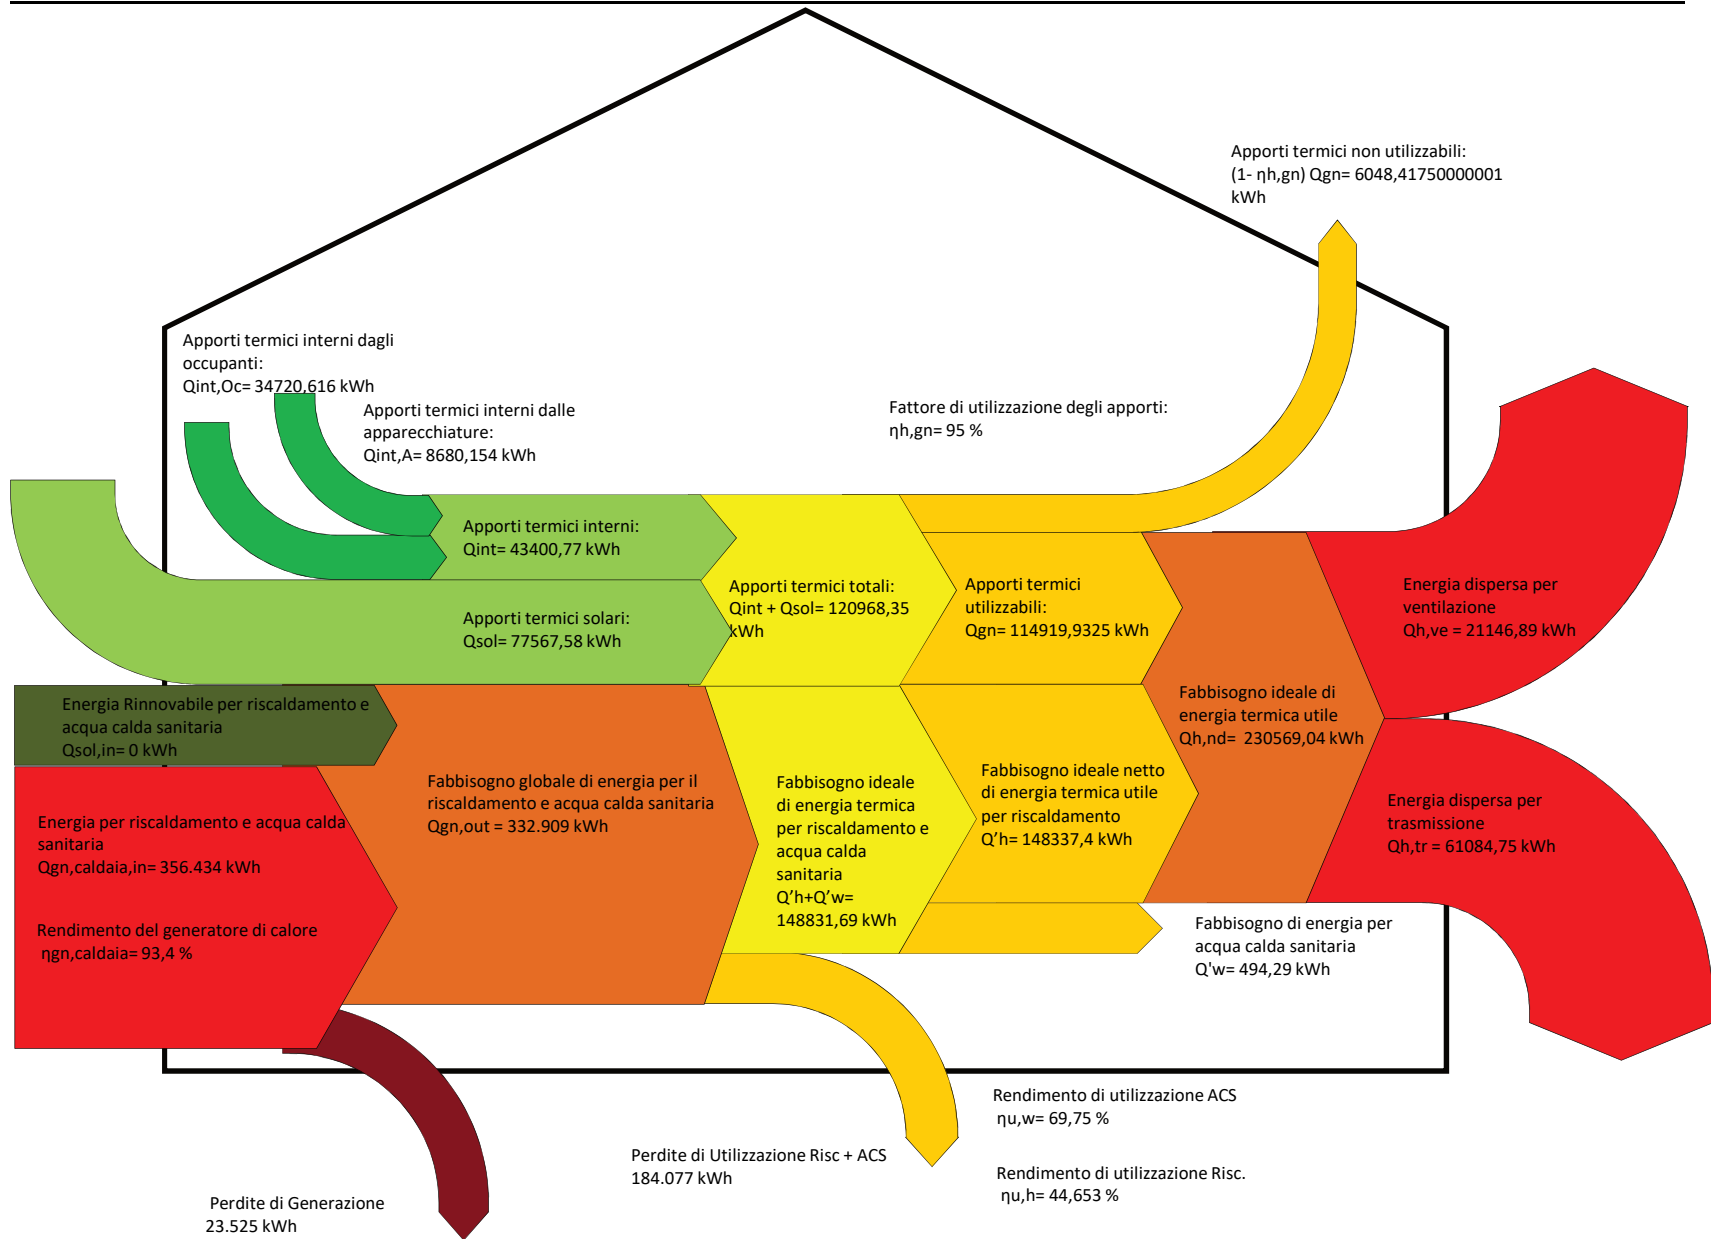 Apporti termici non utilizzabili:
(1- ηh,gn) Qgn= 6048,41750000001
kWh
Apporti termici interni dagli
occupanti:
Qint,Oc= 34720,616 kWh
Apporti termici interni dalle
apparecchiature:
Qint,A= 8680,154 kWh
Fattore di utilizzazione degli apporti:
ηh,gn= 95 %
Apporti termici interni:
Qint= 43400,77 kWh
Apporti termici solari:
Qsol= 77567,58 kWh
Apporti termici totali:
Qint + Qsol= 120968,35
kWh
Apporti termici
utilizzabili:
Qgn= 114919,9325 kWh
Energia dispersa per
ventilazione
Qh,ve = 21146,89 kWh
Energia Rinnovabile per riscaldamento e
acqua calda sanitaria
Qsol,in= 0 kWh
Fabbisogno ideale di
energia termica utile
Qh,nd=  230569,04 kWh
Energia per riscaldamento e acqua calda
sanitaria
Qgn,caldaia,in= 356.434 kWh
Rendimento del generatore di calore
ηgn,caldaia= 93,4 %
Fabbisogno globale di energia per il
riscaldamento e acqua calda sanitaria
Qgn,out = 332.909 kWh
Fabbisogno ideale
di energia termica
per riscaldamento e
acqua calda
sanitaria
Q’h+Q’w=
148831,69 kWh
Fabbisogno ideale netto
di energia termica utile
per riscaldamento
Q’h= 148337,4 kWh
Energia dispersa per
trasmissione
Qh,tr = 61084,75 kWh
Fabbisogno di energia per
acqua calda sanitaria
Q'w= 494,29 kWh
Rendimento di utilizzazione ACS
ηu,w= 69,75 %
Perdite di Utilizzazione Risc + ACS
184.077 kWh
Rendimento di utilizzazione Risc.
ηu,h= 44,653 %
Perdite di Generazione
23.525 kWh